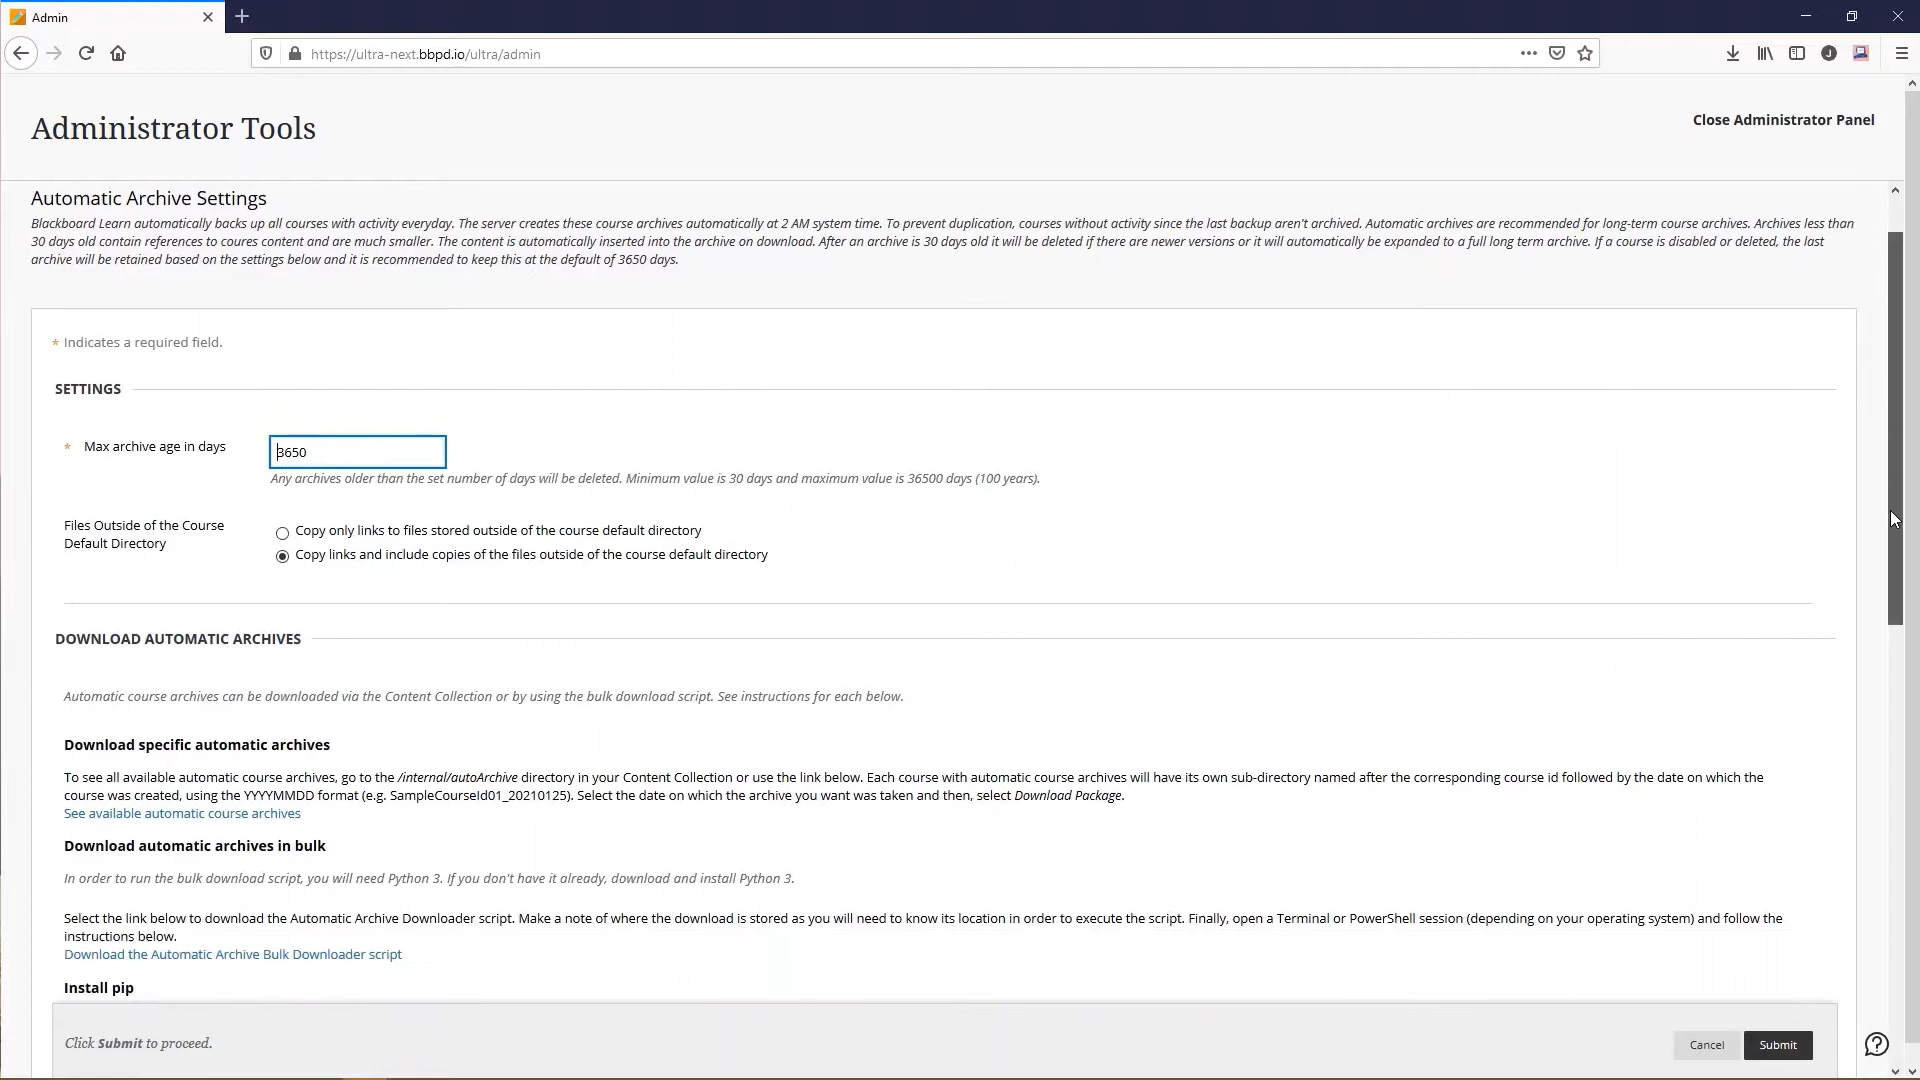 Admin
https://ultra-next.bbpd.io/ultra/admin
Administrator Tools
Close Administrator Panel
Automatic Archive Settings
Blackboard Learn automatically backs up all courses with activity everyday. The server creates these course archives automatically at 2 AM system time. To prevent duplication, courses without activity since the last backup aren't archived. Automatic archives are recommended for long-term course archives. Archives less than
30 days old contain references to coures content and are much smaller. The content is automatically inserted into the archive on download. After an archive is 30 days old it will be deleted if there are newer versions or it will automatically be expanded to a full long term archive. If a course is disabled or deleted, the last
archive will be retained based on the settings below and it is recommended to keep this at the default of 3650 days.
* Indicates a required field.
SETTINGS
* Max archive age in days
3650
Any archives older than the set number of days will be deleted. Minimum value is 30 days and maximum value is 36500 days (100 years).
Files Outside of the Course
Default Directory
Copy only links to files stored outside of the course default directory
Copy links and include copies of the files outside of the course default directory
DOWNLOAD AUTOMATIC ARCHIVES
Automatic course archives can be downloaded via the Content Collection or by using the bulk download script. See instructions for each below.
Download specific automatic archives
To see all available automatic course archives, go to the /internal/autoArchive directory in your Content Collection or use the link below. Each course with automatic course archives will have its own sub-directory named after the corresponding course id followed by the date on which the
course was created, using the YYYYMMDD format (e.g. SampleCourseId01_20210125). Select the date on which the archive you want was taken and then, select Download Package.
See available automatic course archives
Download automatic archives in bulk
In order to run the bulk download script, you will need Python 3. If you don't have it already, download and install Python 3.
Select the link below to download the Automatic Archive Downloader script. Make a note of where the download is stored as you will need to know its location in order to execute the script. Finally, open a Terminal or PowerShell session (depending on your operating system) and follow the
instructions below.
Download the Automatic Archive Bulk Downloader script
Install pip
Click Submit to proceed.
Cancel
Submit